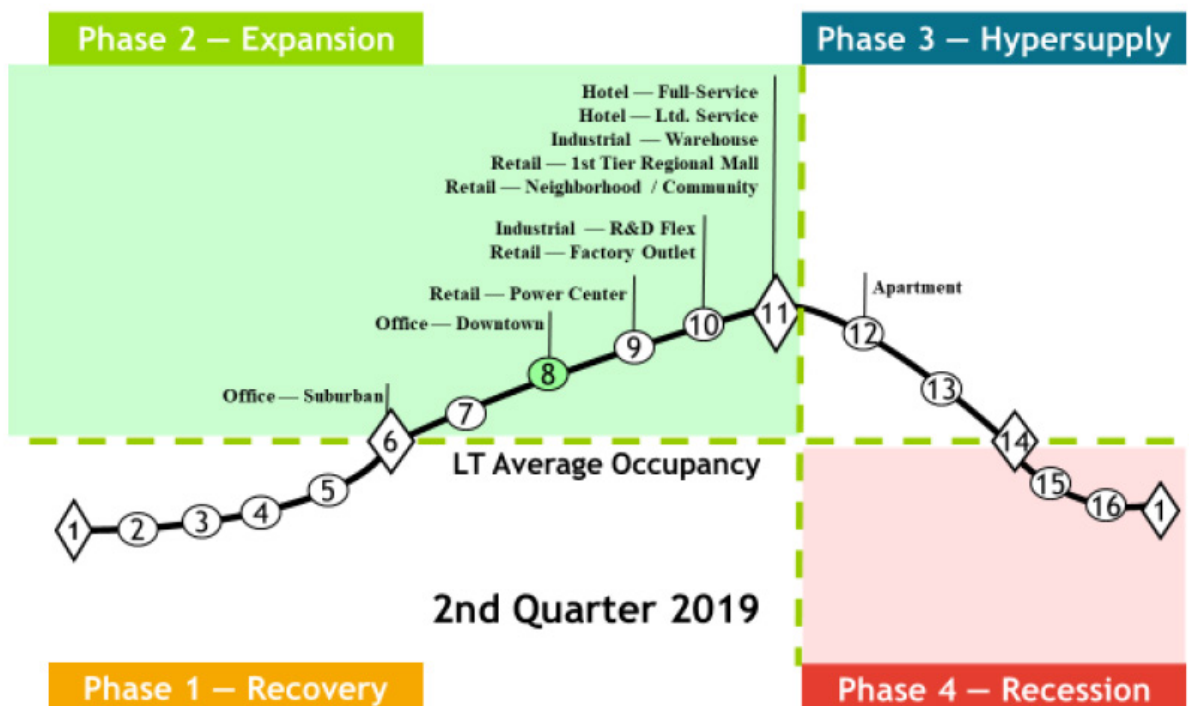 Phase 2 — Expansion
Phase 3 — Hypersupply
Hotel — Full-Service
Hotel — Ltd. Service
Industrial — Warehouse
Retail — 1st Tier Regional Mall
Retail — Neighborhood / Community
Industrial — R&D Flex
Retail — Factory Outlet
Retail — Power Center
Office — Downtown
Office — Suburban
Apartment
1
2
3
4
5
6
7
8
9
10
11
12
13
14
15
16
1
LT Average Occupancy
2nd Quarter 2019
Phase 1 — Recovery
Phase 4 — Recession